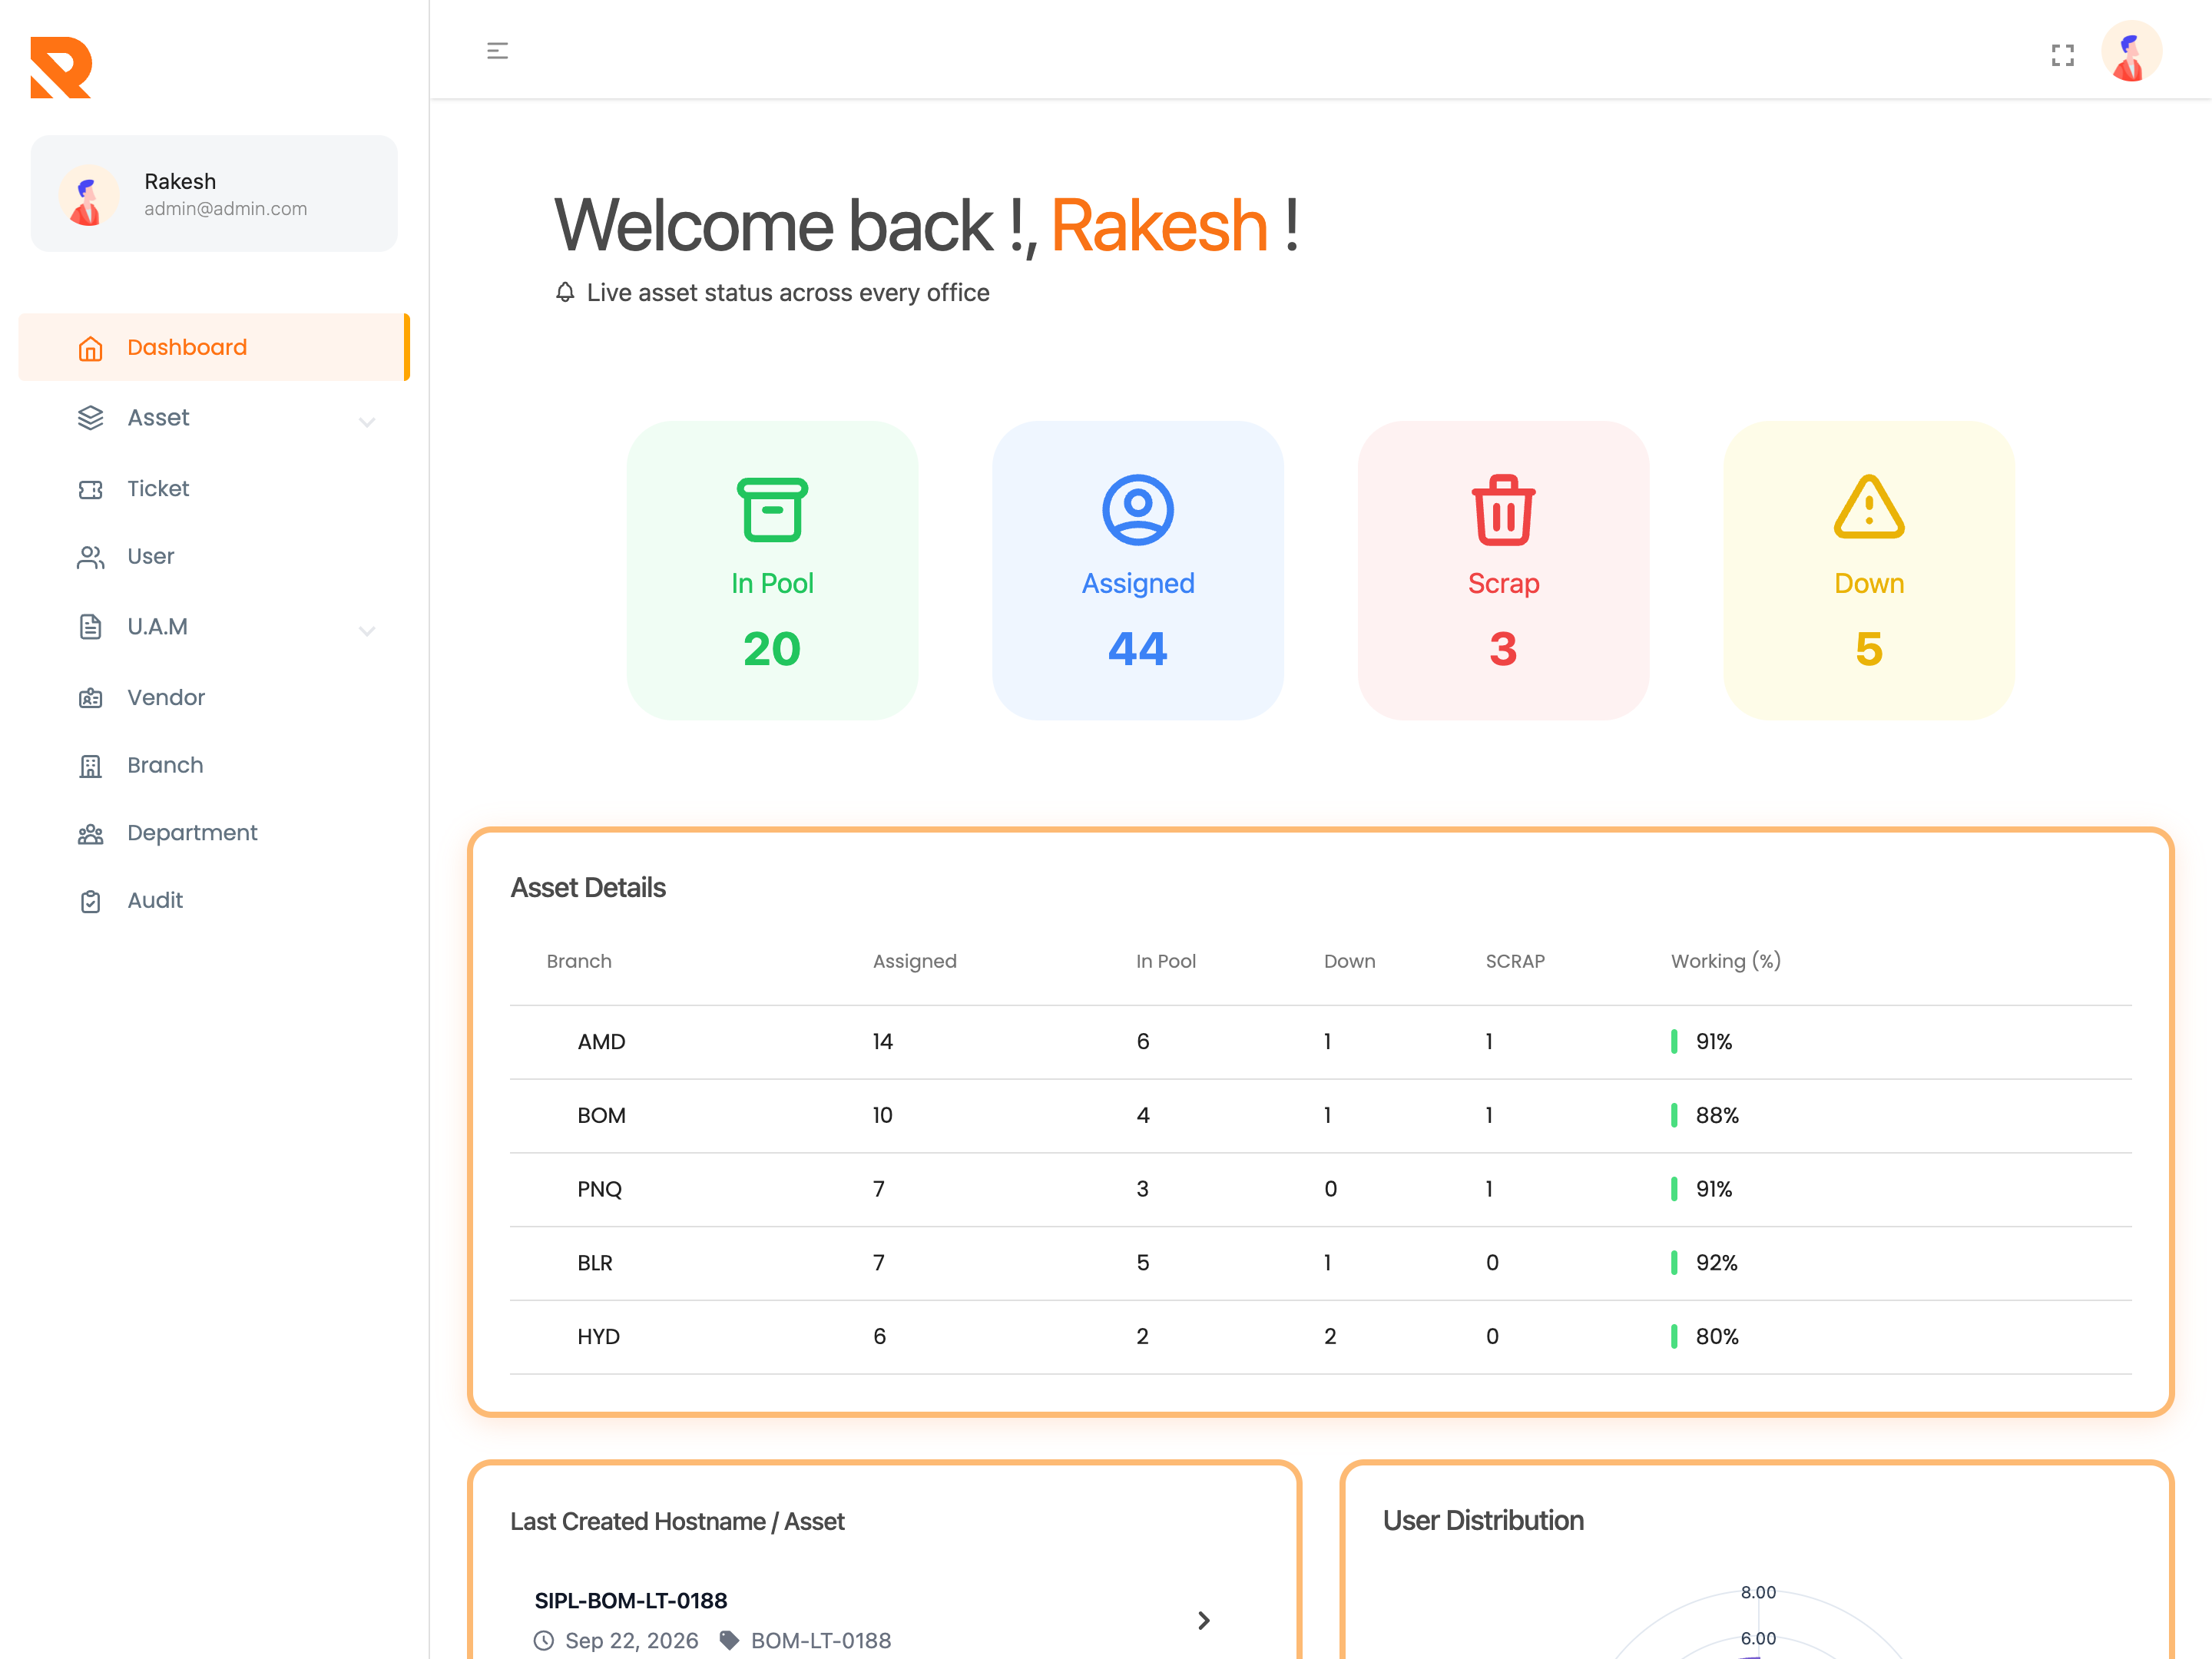 Rakesh
admin@admin.com
Dashboard
Asset
Ticket
User
U.A.M
Vendor
Branch
Department
Audit
Welcome back !, Rakesh !
Live asset status across every office
In Pool
20
Assigned
44
Scrap
3
Down
5
Asset Details
Branch Assigned In Pool Down SCRAP Working (%)
AMD 14 6 1 1 91%
BOM 10 4 1 1 88%
PNQ 7 3 0 1 91%
BLR 7 5 1 0 92%
HYD 6 2 2 0 80%
Last Created Hostname / Asset
SIPL-BOM-LT-0188
Sep 22, 2026 BOM-LT-0188
User Distribution
8.00
6.00